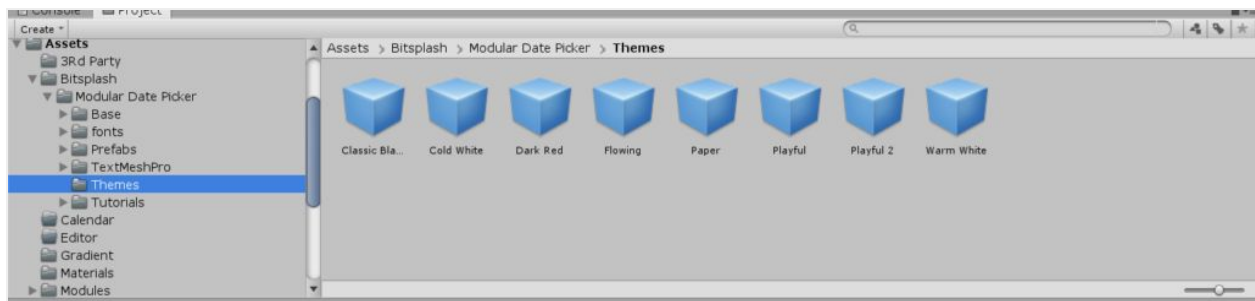 Console Project
Create
Assets
3Rd Party
Bitsplash
Modular Date Picker
Base
fonts
Prefabs
TextMeshPro
Themes
Tutorials
Calendar
Editor
Gradient
Materials
Modules
Assets > Bitsplash > Modular Date Picker > Themes
Classic Bla... Cold White Dark Red Flowing Paper Playful Playful 2 Warm White